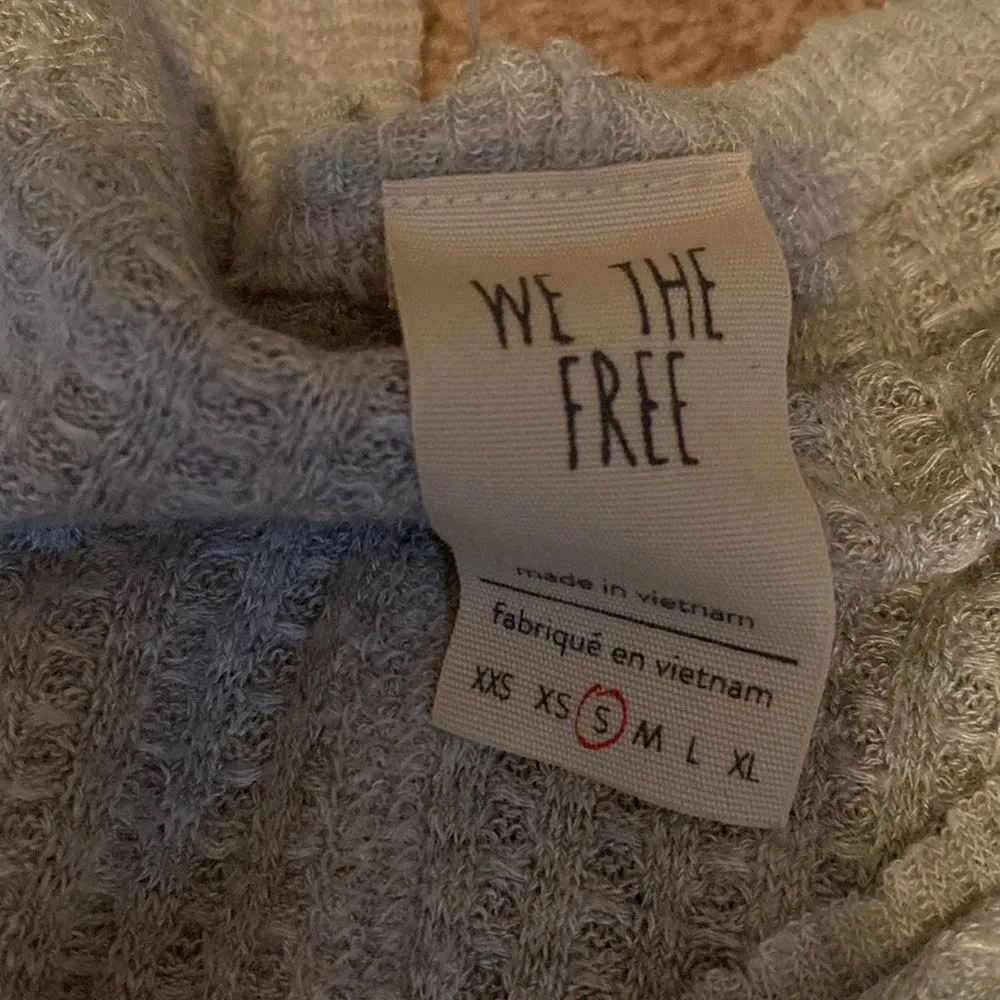 WE THE
FREE
made in vietnam
fabriqué en vietnam
XXS XS S M L XL